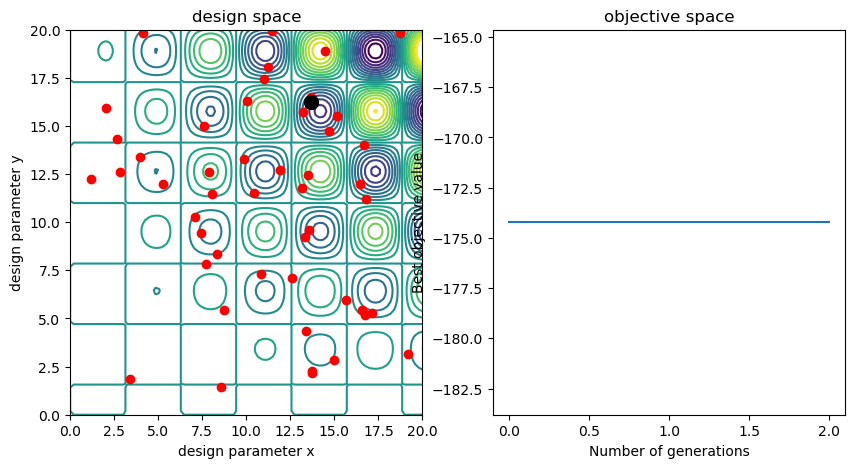 design space
objective space
20.0
17.5
15.0
12.5
10.0
7.5
5.0
2.5
0.0
design parameter y
0.0 2.5 5.0 7.5 10.0 12.5 15.0 17.5 20.0
design parameter x
−165.0
−167.5
−170.0
−172.5
−175.0
−177.5
−180.0
−182.5
Best objective value
0.0 0.5 1.0 1.5 2.0
Number of generations